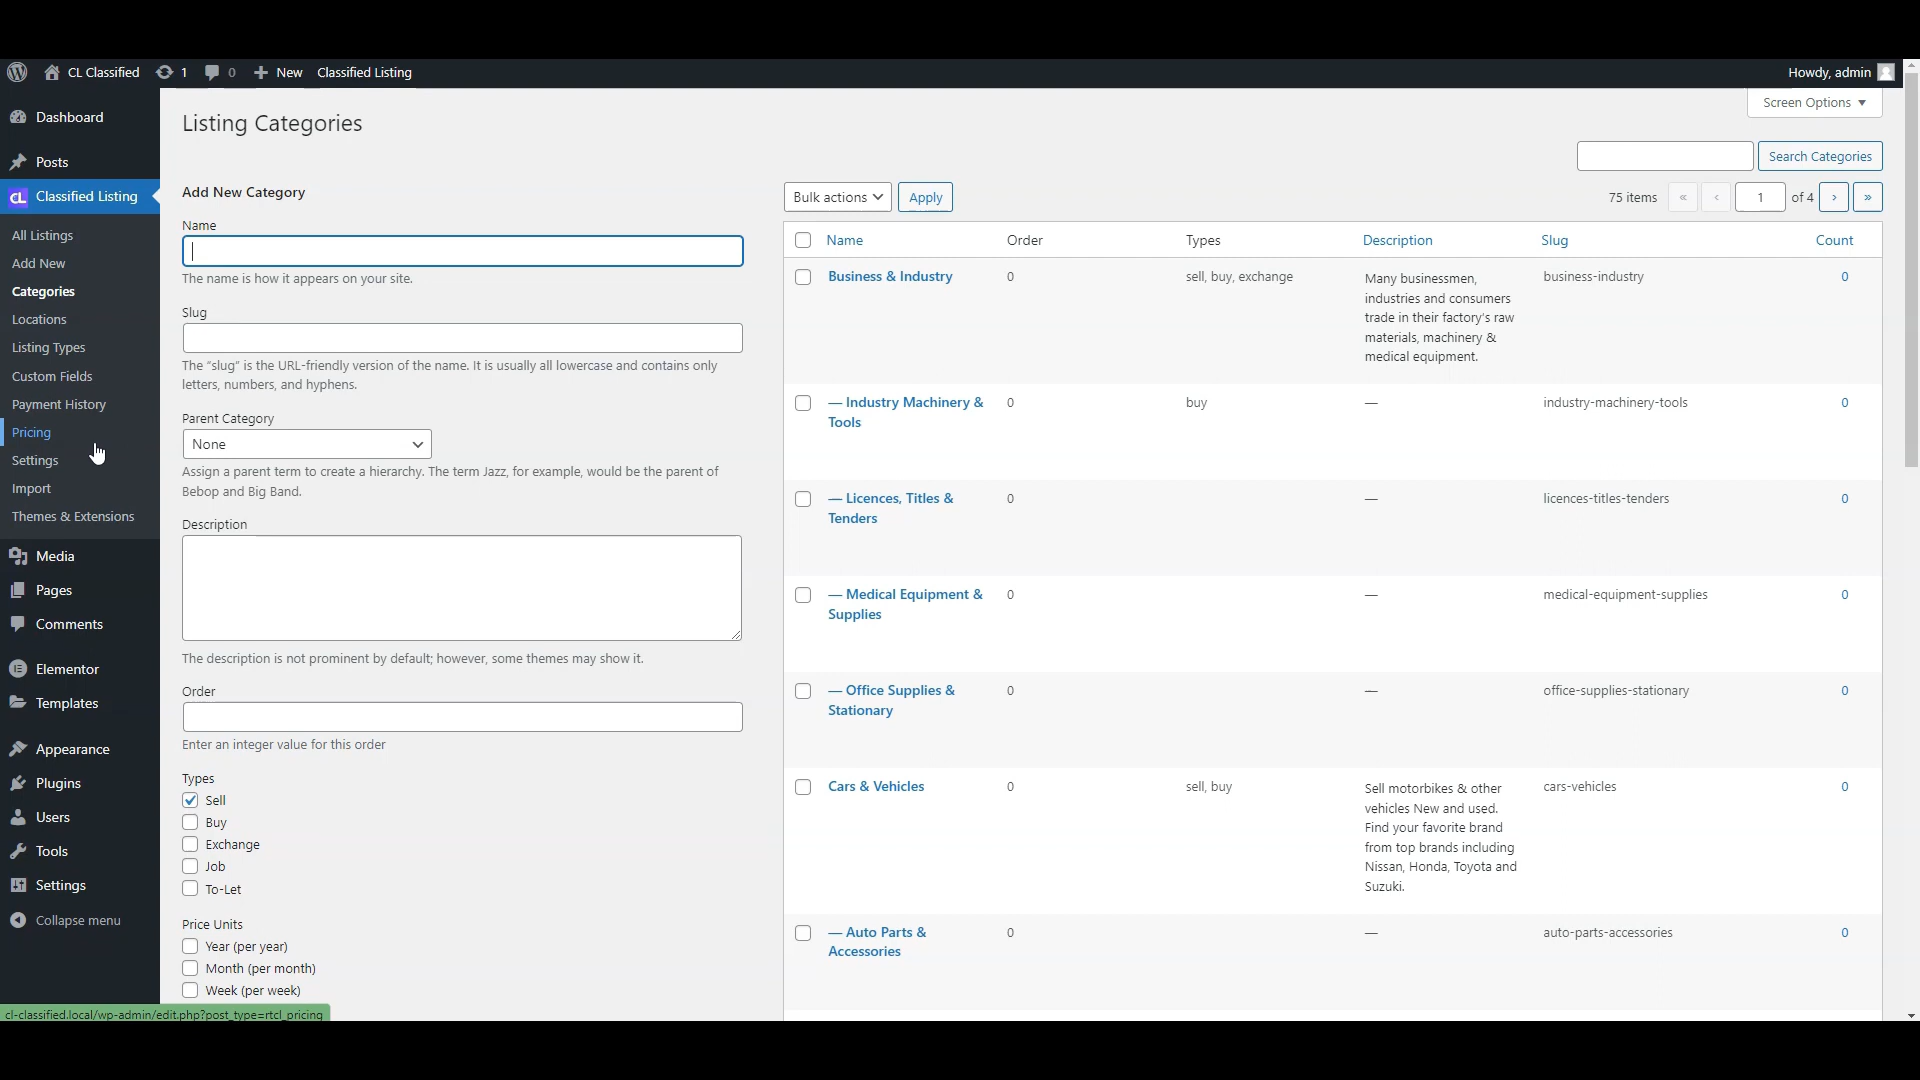 CL Classified 1 0 New Classified Listing Howdy, admin
Dashboard
Posts
CL Classified Listing
All Listings
Add New
Categories
Locations
Listing Types
Custom Fields
Payment History
Pricing
Settings
Import
Themes & Extensions
Media
Pages
Comments
Elementor
Templates
Appearance
Plugins
Users
Tools
Settings
Collapse menu
Screen Options
Listing Categories
Search Categories
Add New Category
Name
The name is how it appears on your site.
Slug
The “slug” is the URL-friendly version of the name. It is usually all lowercase and contains only
letters, numbers, and hyphens.
Parent Category
None
Assign a parent term to create a hierarchy. The term Jazz, for example, would be the parent of
Bebop and Big Band.
Description
The description is not prominent by default; however, some themes may show it.
Order
Enter an integer value for this order
Types
Sell
Buy
Exchange
Job
To-Let
Price Units
Year (per year)
Month (per month)
Week (per week)
Bulk actions Apply 75 items « ‹ 1 of 4 › »
Name Order Types Description Slug Count
Business & Industry 0 sell, buy, exchange Many businessmen, business-industry 0
industries and consumers
trade in their factory's raw
materials, machinery &
medical equipment.
— Industry Machinery & 0 buy — industry-machinery-tools 0
Tools
— Licences, Titles & 0 — licences-titles-tenders 0
Tenders
— Medical Equipment & 0 — medical-equipment-supplies 0
Supplies
— Office Supplies & 0 — office-supplies-stationary 0
Stationary
Cars & Vehicles 0 sell, buy Sell motorbikes & other cars-vehicles 0
vehicles New and used.
Find your favorite brand
from top brands including
Nissan, Honda, Toyota and
Suzuki.
— Auto Parts & 0 — auto-parts-accessories 0
Accessories
cl-classified.local/wp-admin/edit.php?post_type=rtcl_pricing